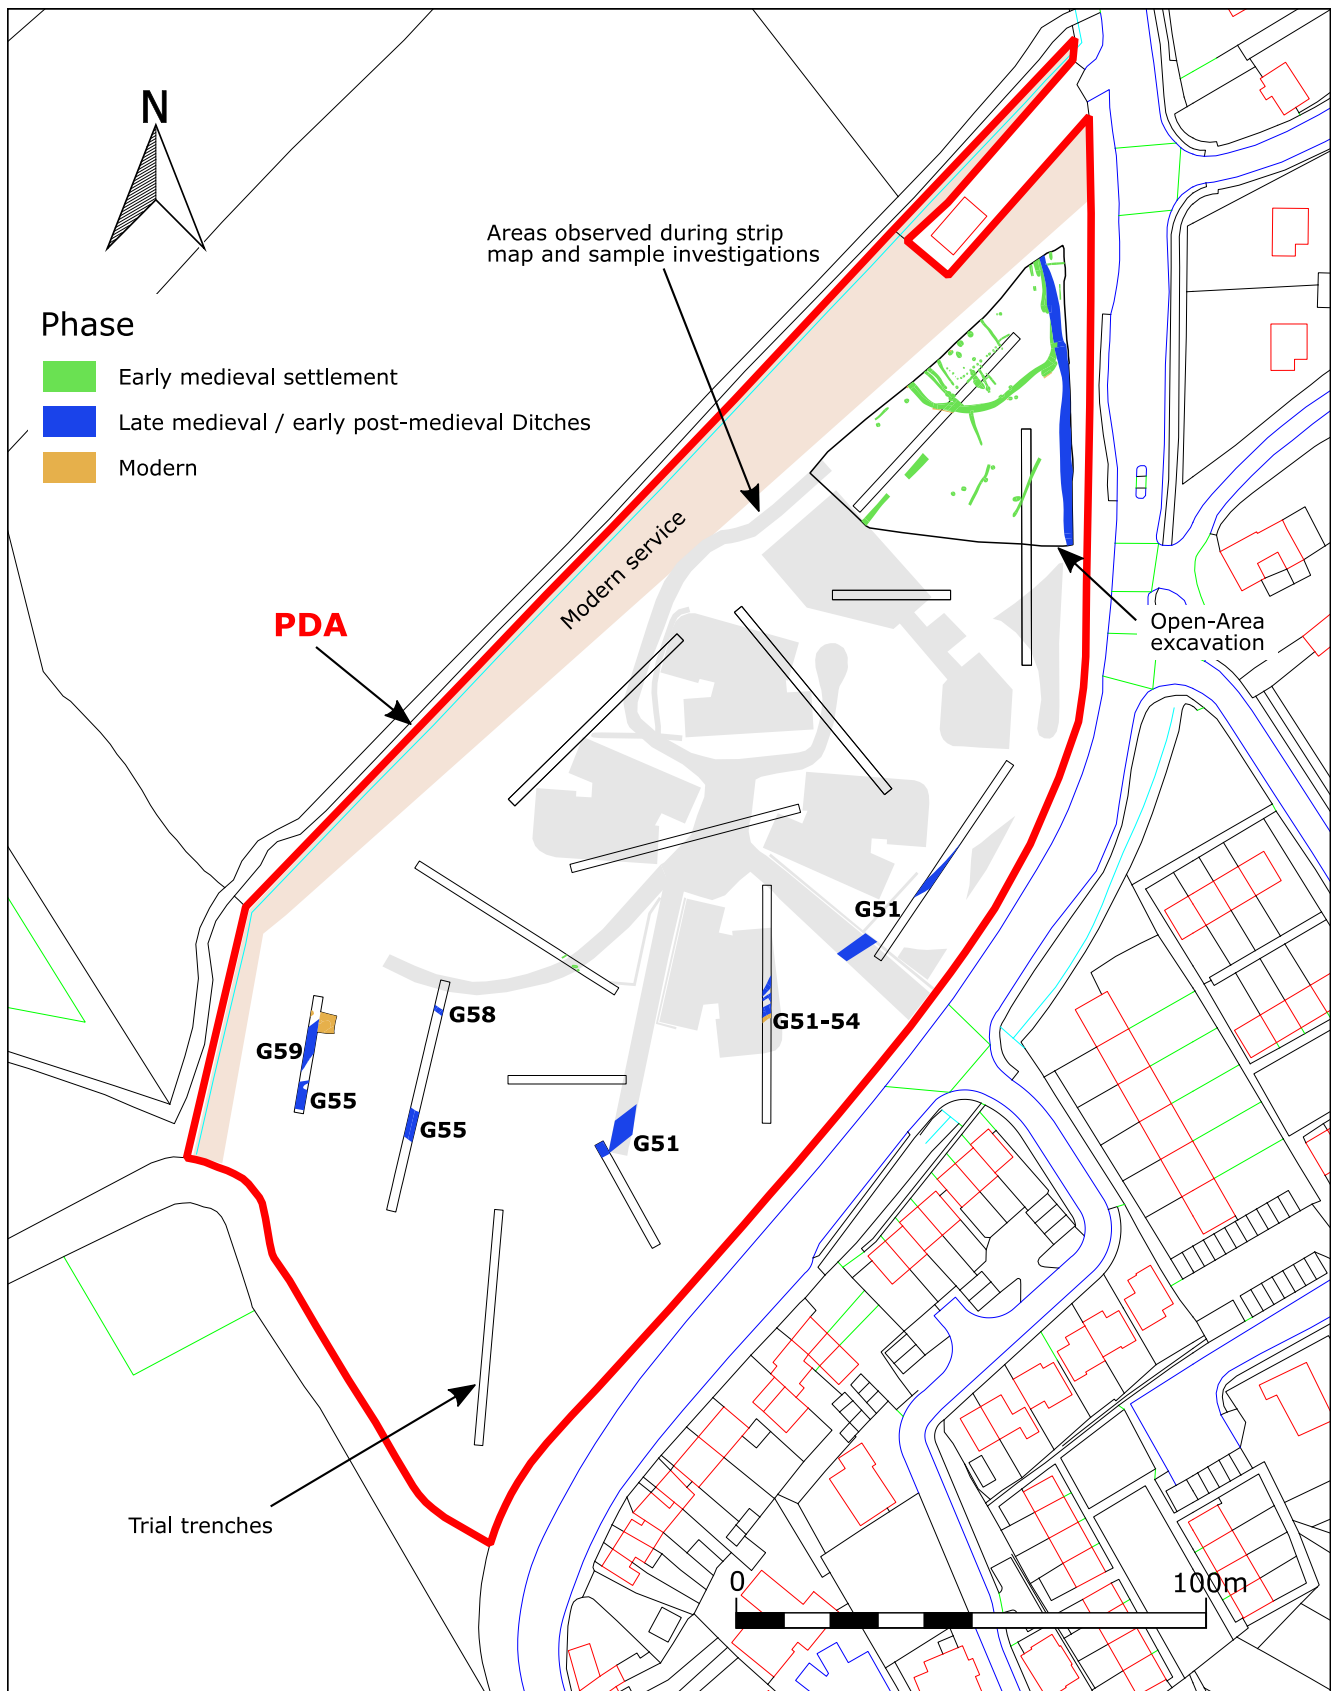 N
Areas observed during strip
map and sample investigations
Phase
Early medieval settlement
Late medieval / early post-medieval Ditches
Modern
Modern service
PDA
Open-Area
excavation
G51
G58
G51-54
G59
G55
G55
G51
Trial trenches
0 100m